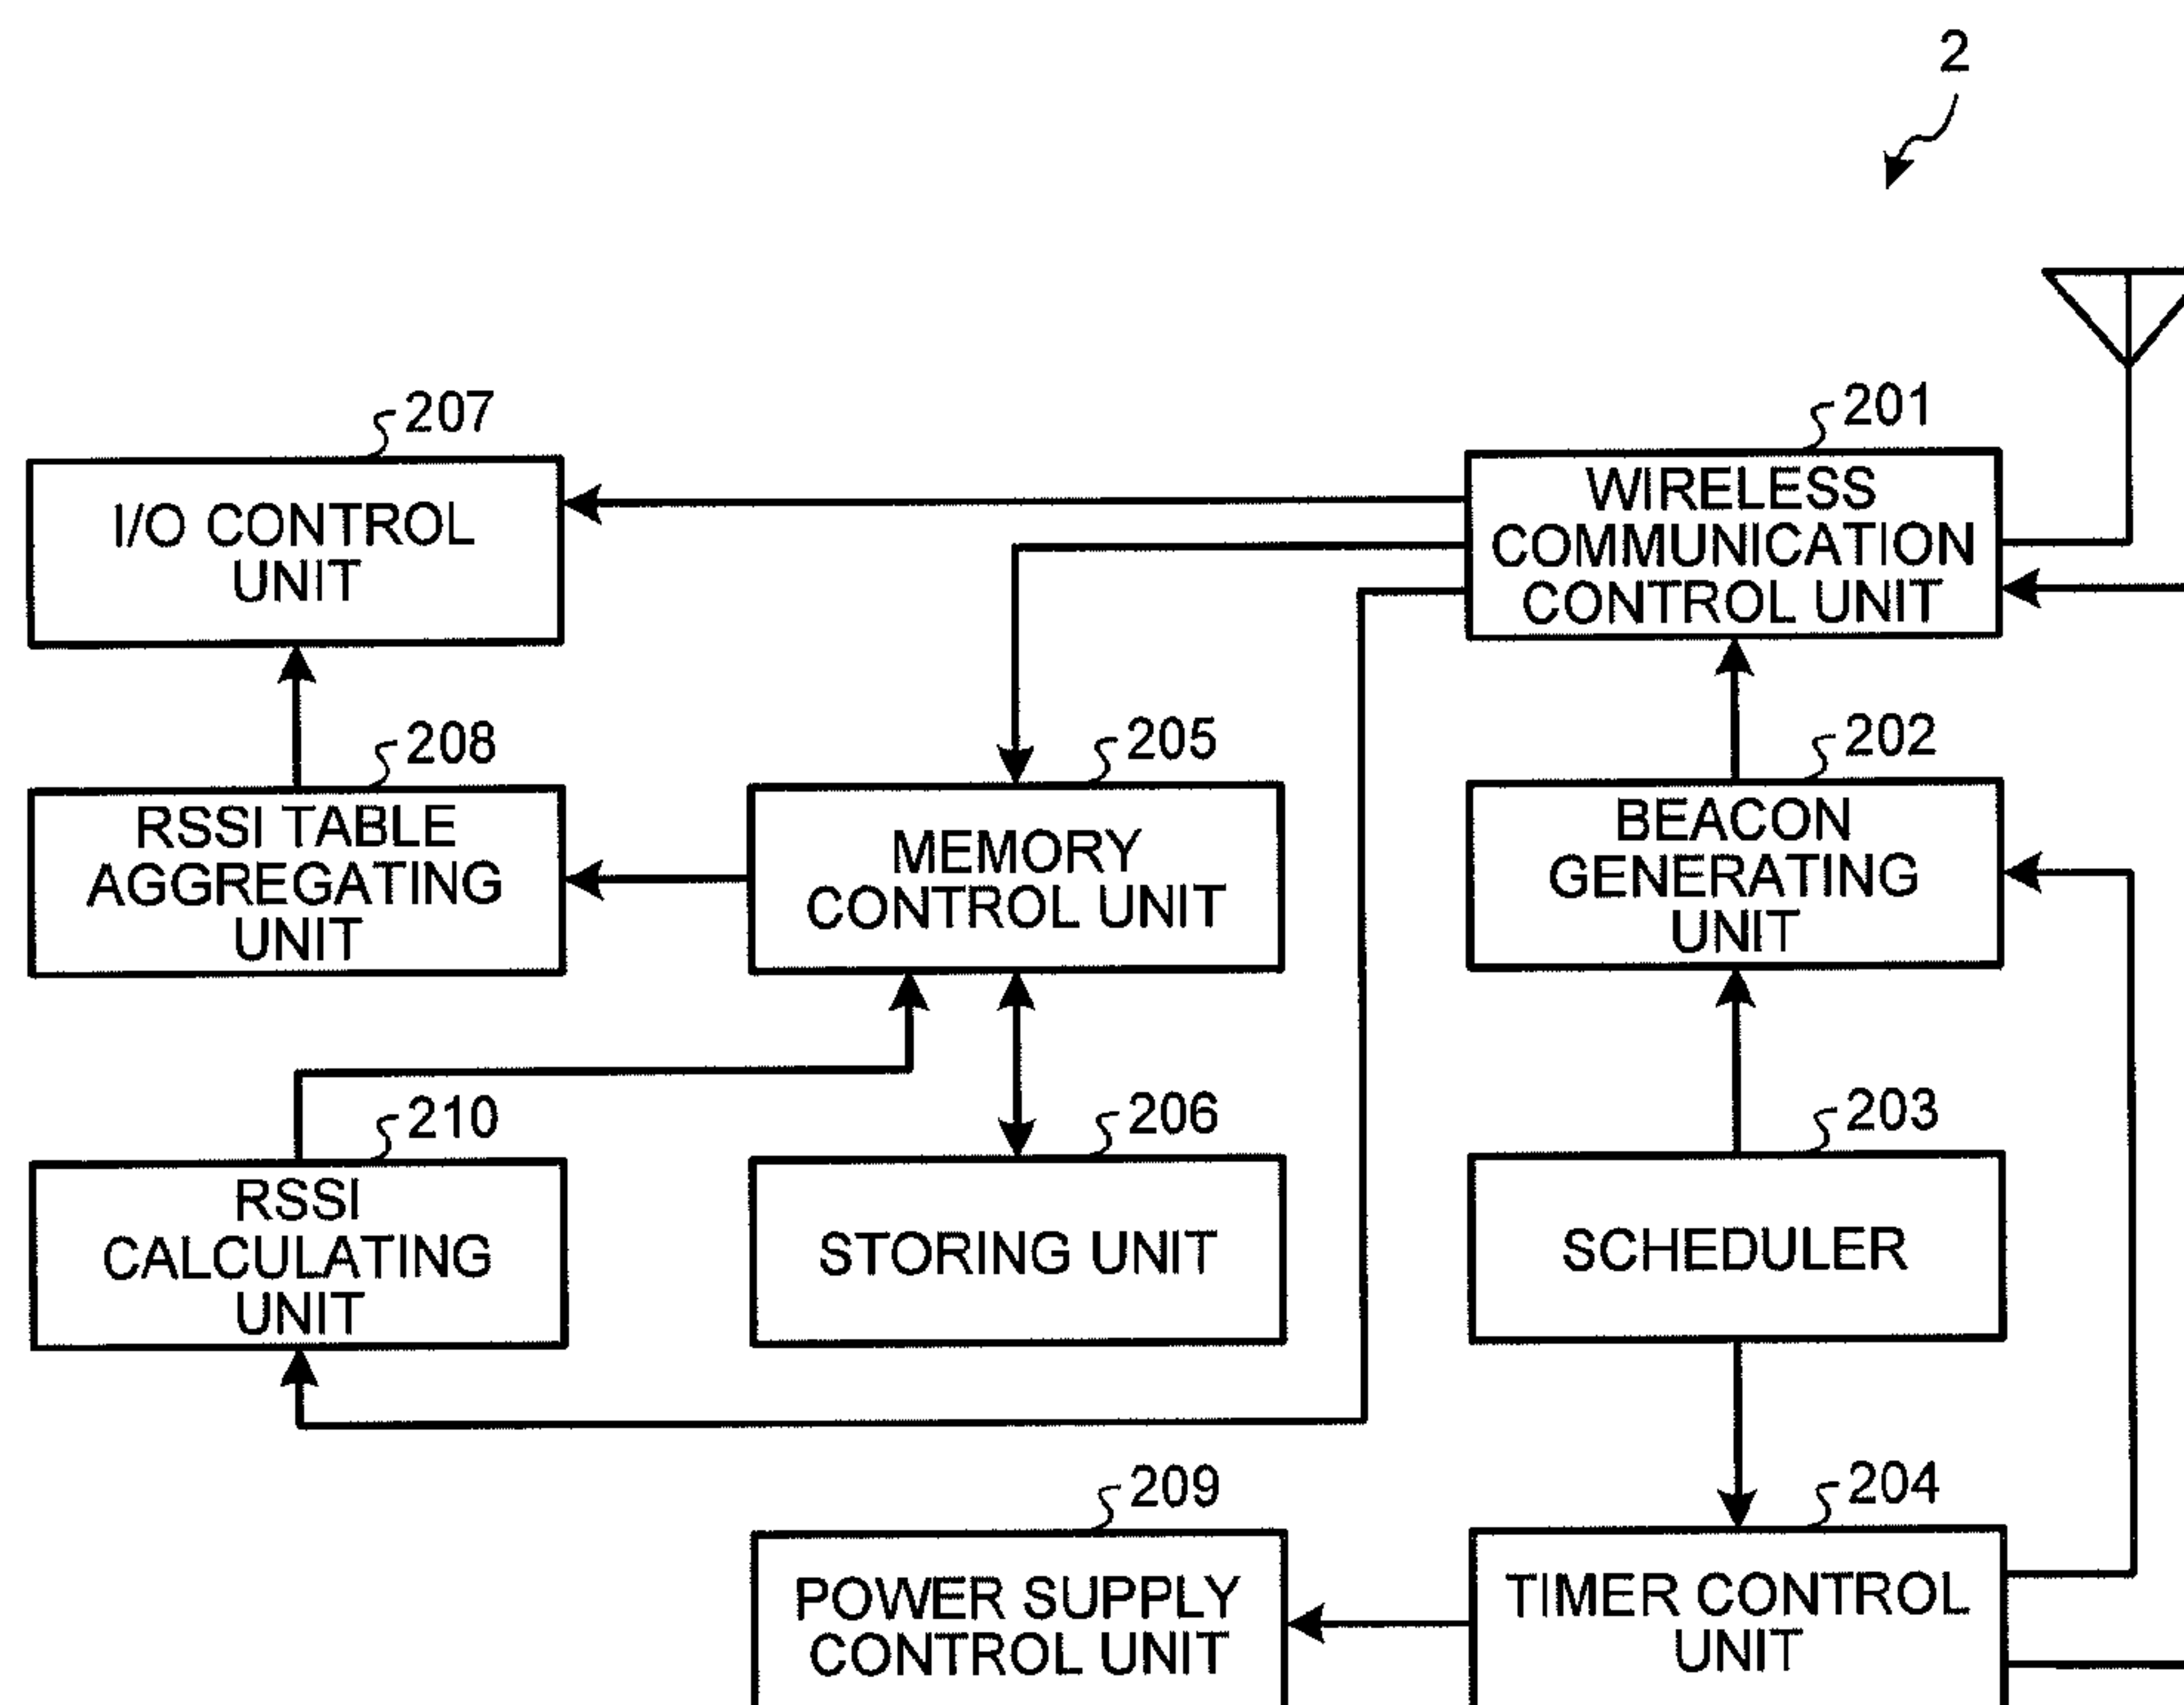 2
207
I/O CONTROL
UNIT
201
WIRELESS
COMMUNICATION
CONTROL UNIT
208
RSSI TABLE
AGGREGATING
UNIT
205
MEMORY
CONTROL UNIT
202
BEACON
GENERATING
UNIT
210
RSSI
CALCULATING
UNIT
206
STORING UNIT
203
SCHEDULER
209
POWER SUPPLY
CONTROL UNIT
204
TIMER CONTROL
UNIT